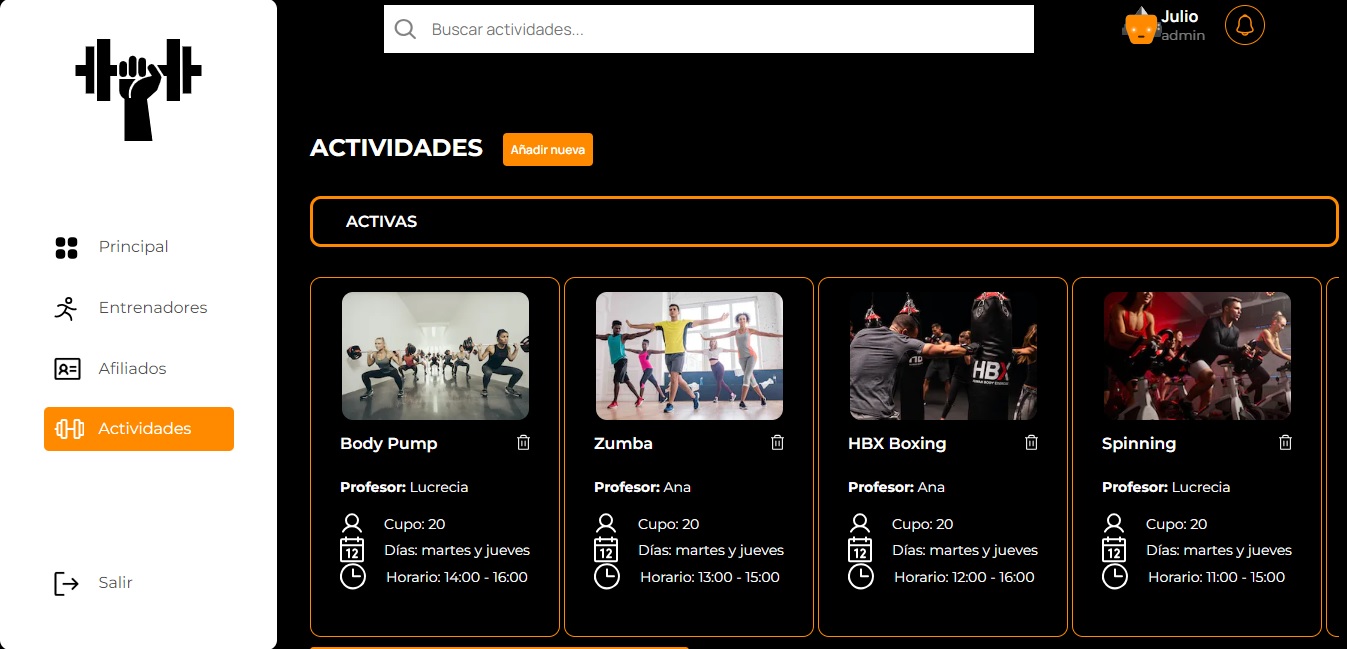 Buscar actividades...
Julio
admin
Principal
Entrenadores
Afiliados
Actividades
Salir
ACTIVIDADES
Añadir nueva
ACTIVAS
HBX
Body Pump
Profesor: Lucrecia
Cupo: 20
12
Días: martes y jueves
Horario: 14:00 - 16:00
Zumba
Profesor: Ana
Cupo: 20
12
Días: martes y jueves
Horario: 13:00 - 15:00
HBX Boxing
Profesor: Ana
Cupo: 20
12
Días: martes y jueves
Horario: 12:00 - 16:00
Spinning
Profesor: Lucrecia
Cupo: 20
12
Días: martes y jueves
Horario: 11:00 - 15:00